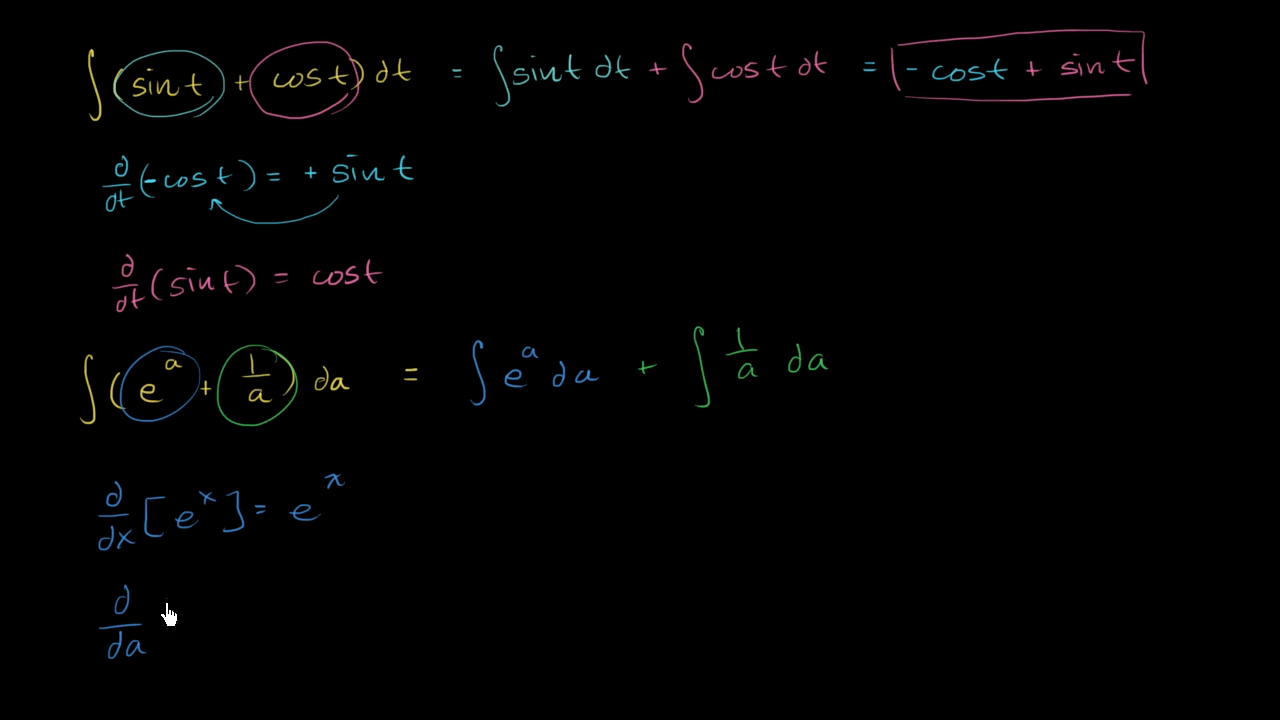 ∫(sin t + cos t) dt = ∫sin t dt + ∫cos t dt = - cos t + sin t
d/dt (-cos t) = + sin t
d/dt (sin t) = cos t
∫(e^a + 1/a) da = ∫e^a da + ∫ 1/a da
d/dx [e^x] = e^x
d/da